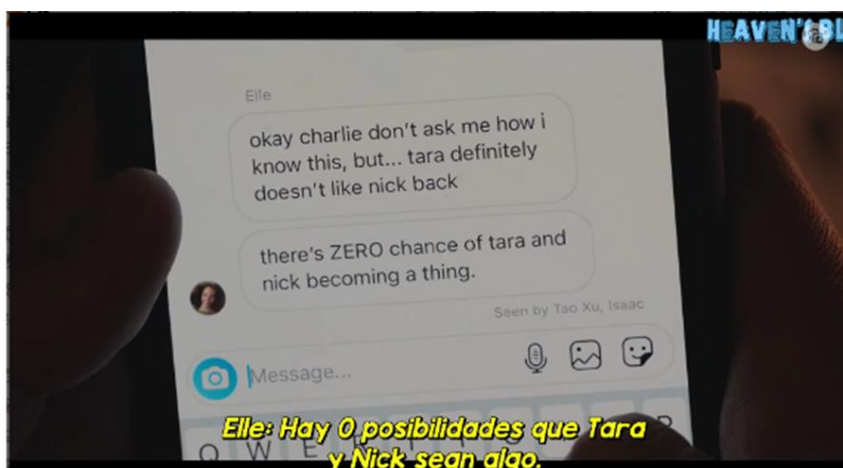 HEAVEN'S BL
Elle
okay charlie don't ask me how i
know this, but... tara definitely
doesn't like nick back
there's ZERO chance of tara and
nick becoming a thing.
Seen by Tao Xu, Isaac
Message...
Q W E R
Elle: Hay 0 posibilidades que Tara
y Nick sean algo.